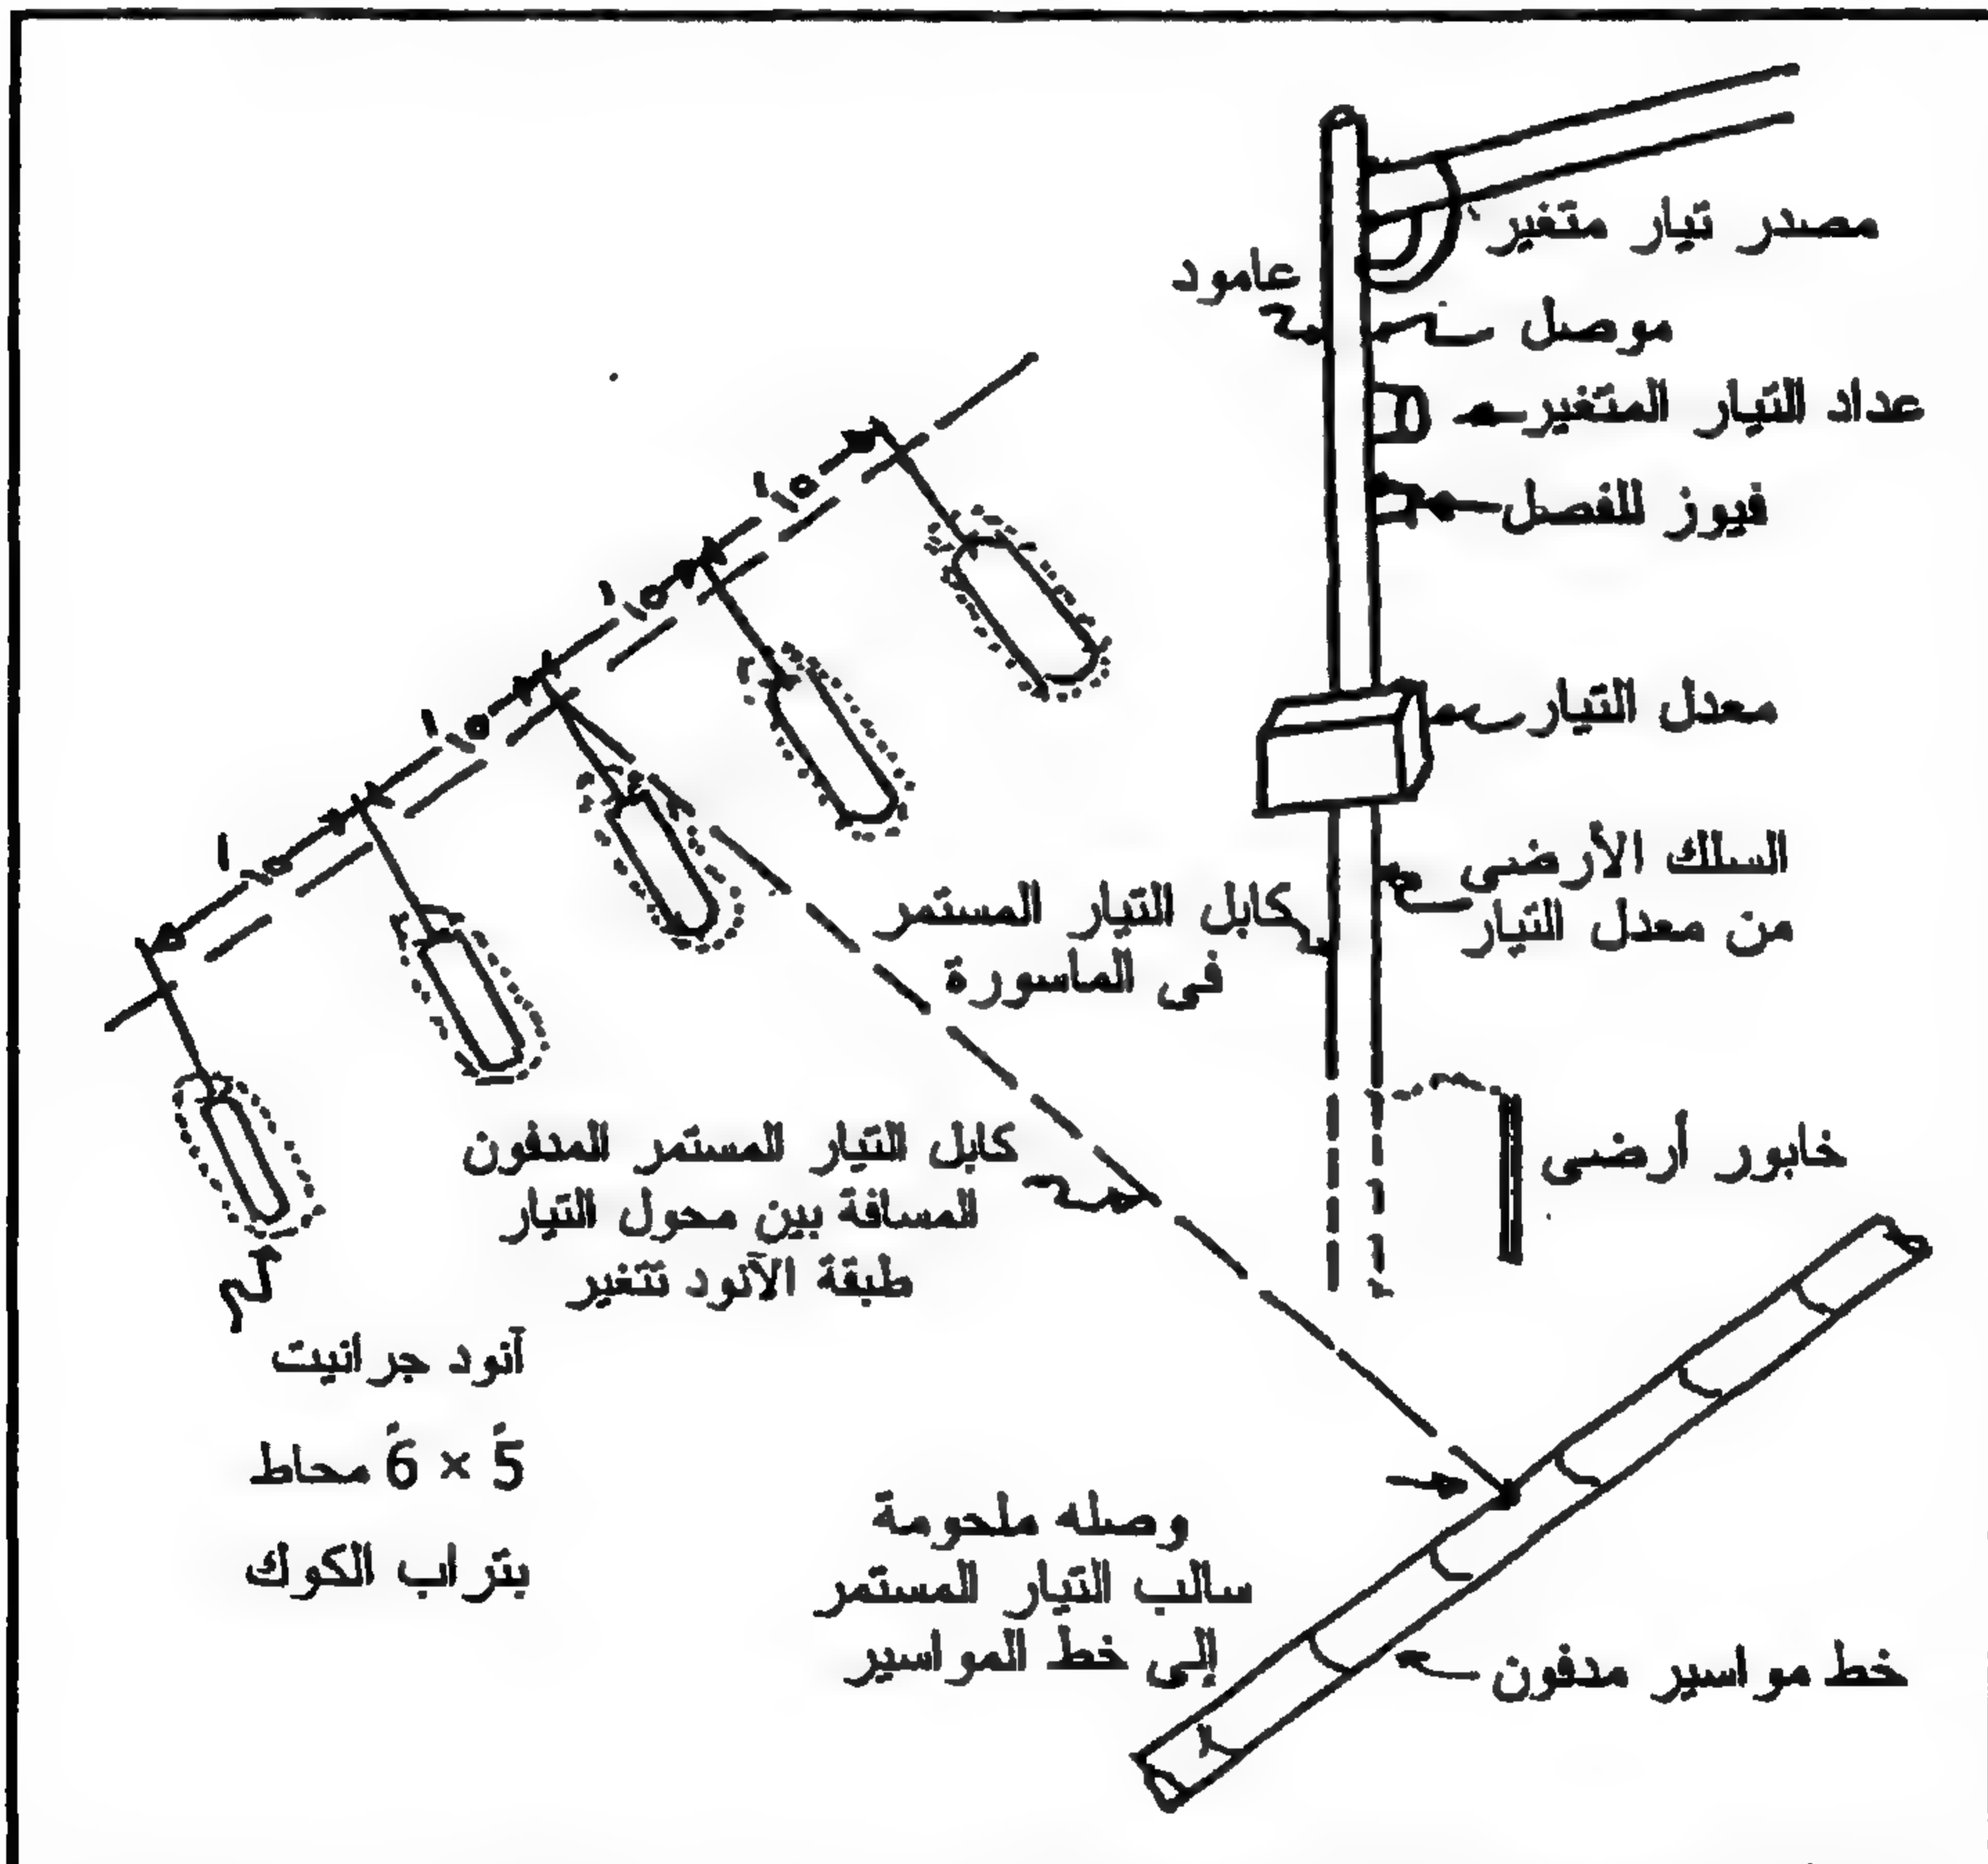 مصدر تيار متغير
عامود
موصل
عداد التيار المتغير
فيوز للفصل
معدل التيار
السلك الأرضى
من معدل التيار
كابل التيار المستمر
فى الماسورة
خابور أرضى
كابل التيار المستمر المدفون
المسافة بين محول التيار
طبقة الآنود تتغير
آنود جرانيت
5 × 6 محاط
بتراب الكوك
وصله ملحومة
سالب التيار المستمر
إلى خط المواسير
خط مواسير مدفون